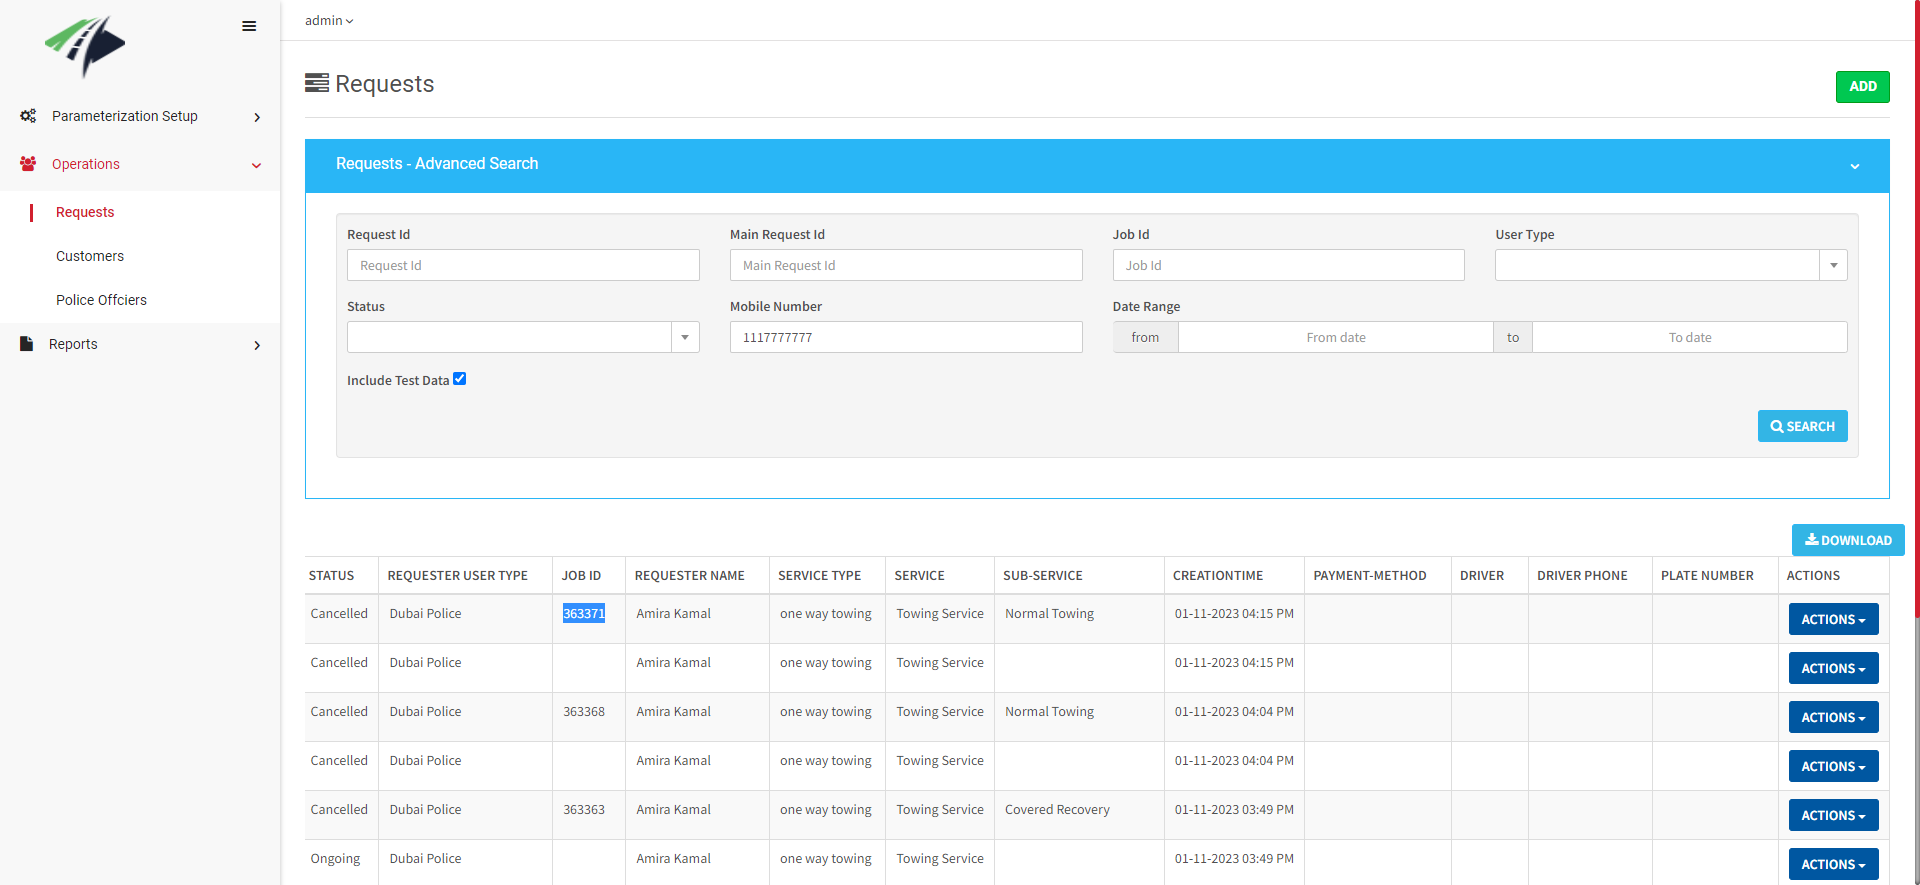 admin
Requests
ADD
Parameterization Setup
Operations
Requests
Customers
Police Offciers
Reports
Requests - Advanced Search
Request Id Main Request Id Job Id User Type
Request Id Main Request Id Job Id
Status Mobile Number Date Range
1117777777 from From date to To date
Include Test Data
SEARCH
DOWNLOAD
STATUS REQUESTER USER TYPE JOB ID REQUESTER NAME SERVICE TYPE SERVICE SUB-SERVICE CREATIONTIME PAYMENT-METHOD DRIVER DRIVER PHONE PLATE NUMBER ACTIONS
Cancelled Dubai Police 363371 Amira Kamal one way towing Towing Service Normal Towing 01-11-2023 04:15 PM ACTIONS
Cancelled Dubai Police Amira Kamal one way towing Towing Service 01-11-2023 04:15 PM ACTIONS
Cancelled Dubai Police 363368 Amira Kamal one way towing Towing Service Normal Towing 01-11-2023 04:04 PM ACTIONS
Cancelled Dubai Police Amira Kamal one way towing Towing Service 01-11-2023 04:04 PM ACTIONS
Cancelled Dubai Police 363363 Amira Kamal one way towing Towing Service Covered Recovery 01-11-2023 03:49 PM ACTIONS
Ongoing Dubai Police Amira Kamal one way towing Towing Service 01-11-2023 03:49 PM ACTIONS